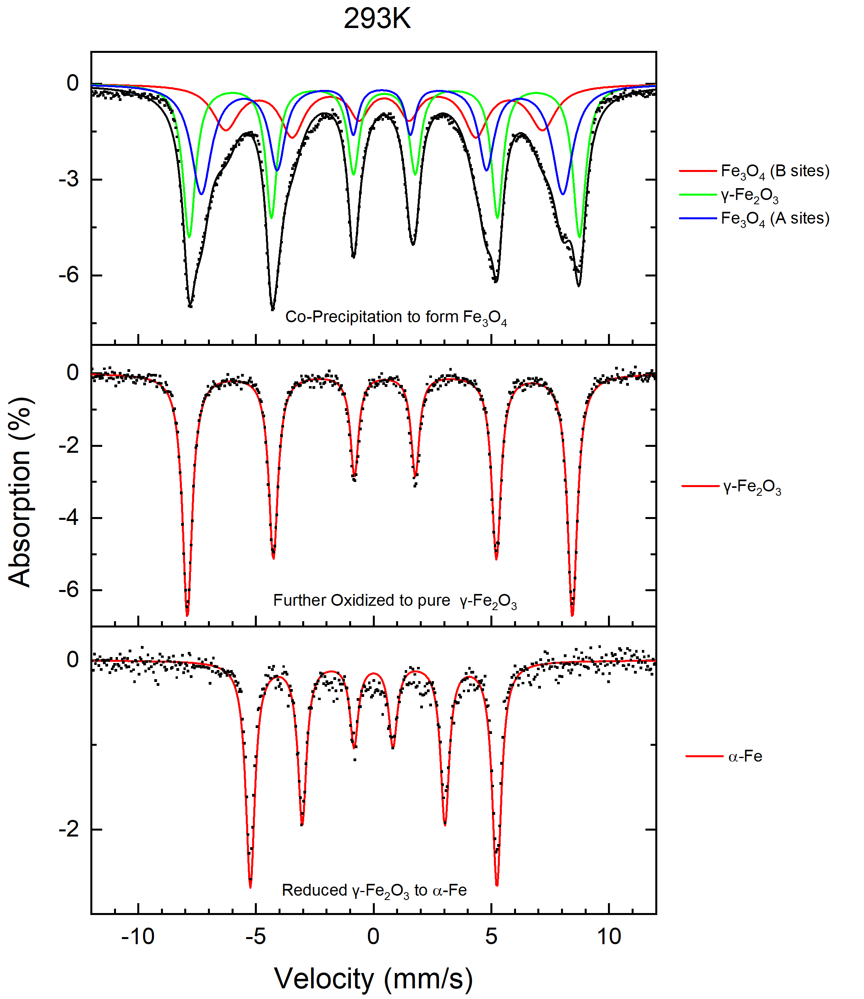 293K
0
-3
-6
Fe3O4 (B sites)
γ-Fe2O3
Fe3O4 (A sites)
Co-Precipitation to form Fe3O4
0
-2
-4
-6
γ-Fe2O3
Further Oxidized to pure γ-Fe2O3
Absorption (%)
0
-2
α-Fe
Reduced γ-Fe2O3 to α-Fe
-10 -5 0 5 10
Velocity (mm/s)